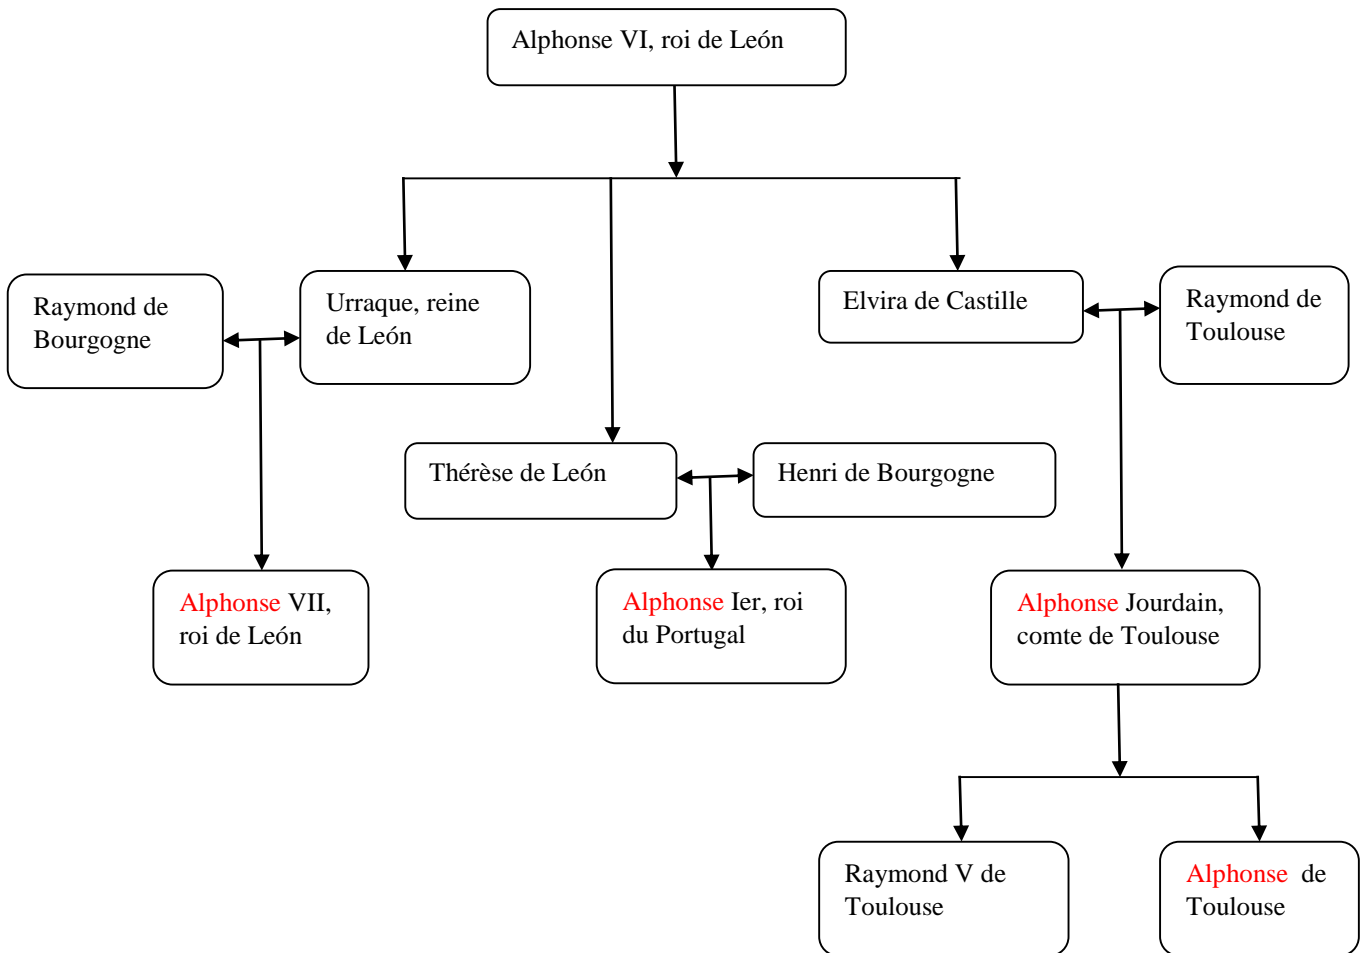 Alphonse VI, roi de León
Raymond de
Bourgogne
Urraque, reine
de León
Elvira de Castille
Raymond de
Toulouse
Thérèse de León
Henri de Bourgogne
Alphonse VII,
roi de León
Alphonse Ier, roi
du Portugal
Alphonse Jourdain,
comte de Toulouse
Raymond V de
Toulouse
Alphonse de
Toulouse